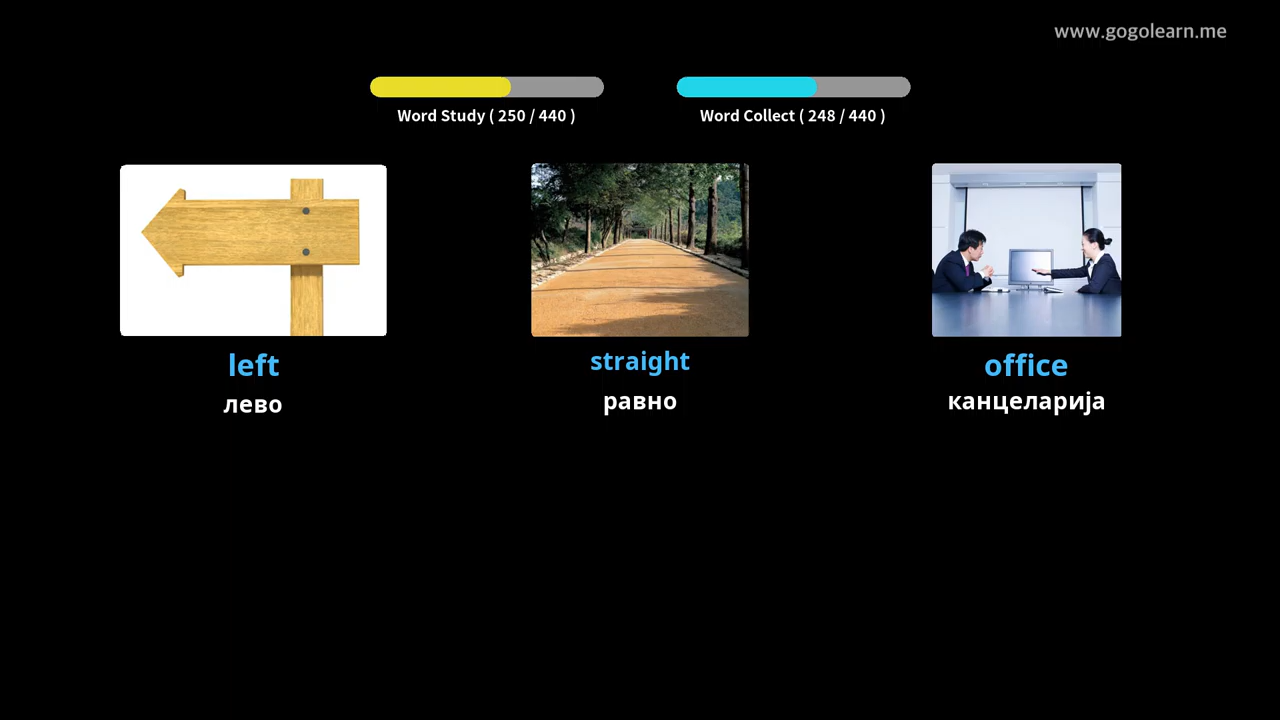 www.gogolearn.me
Word Study ( 250 / 440 )
Word Collect ( 248 / 440 )
left
лево
straight
равно
office
канцеларија